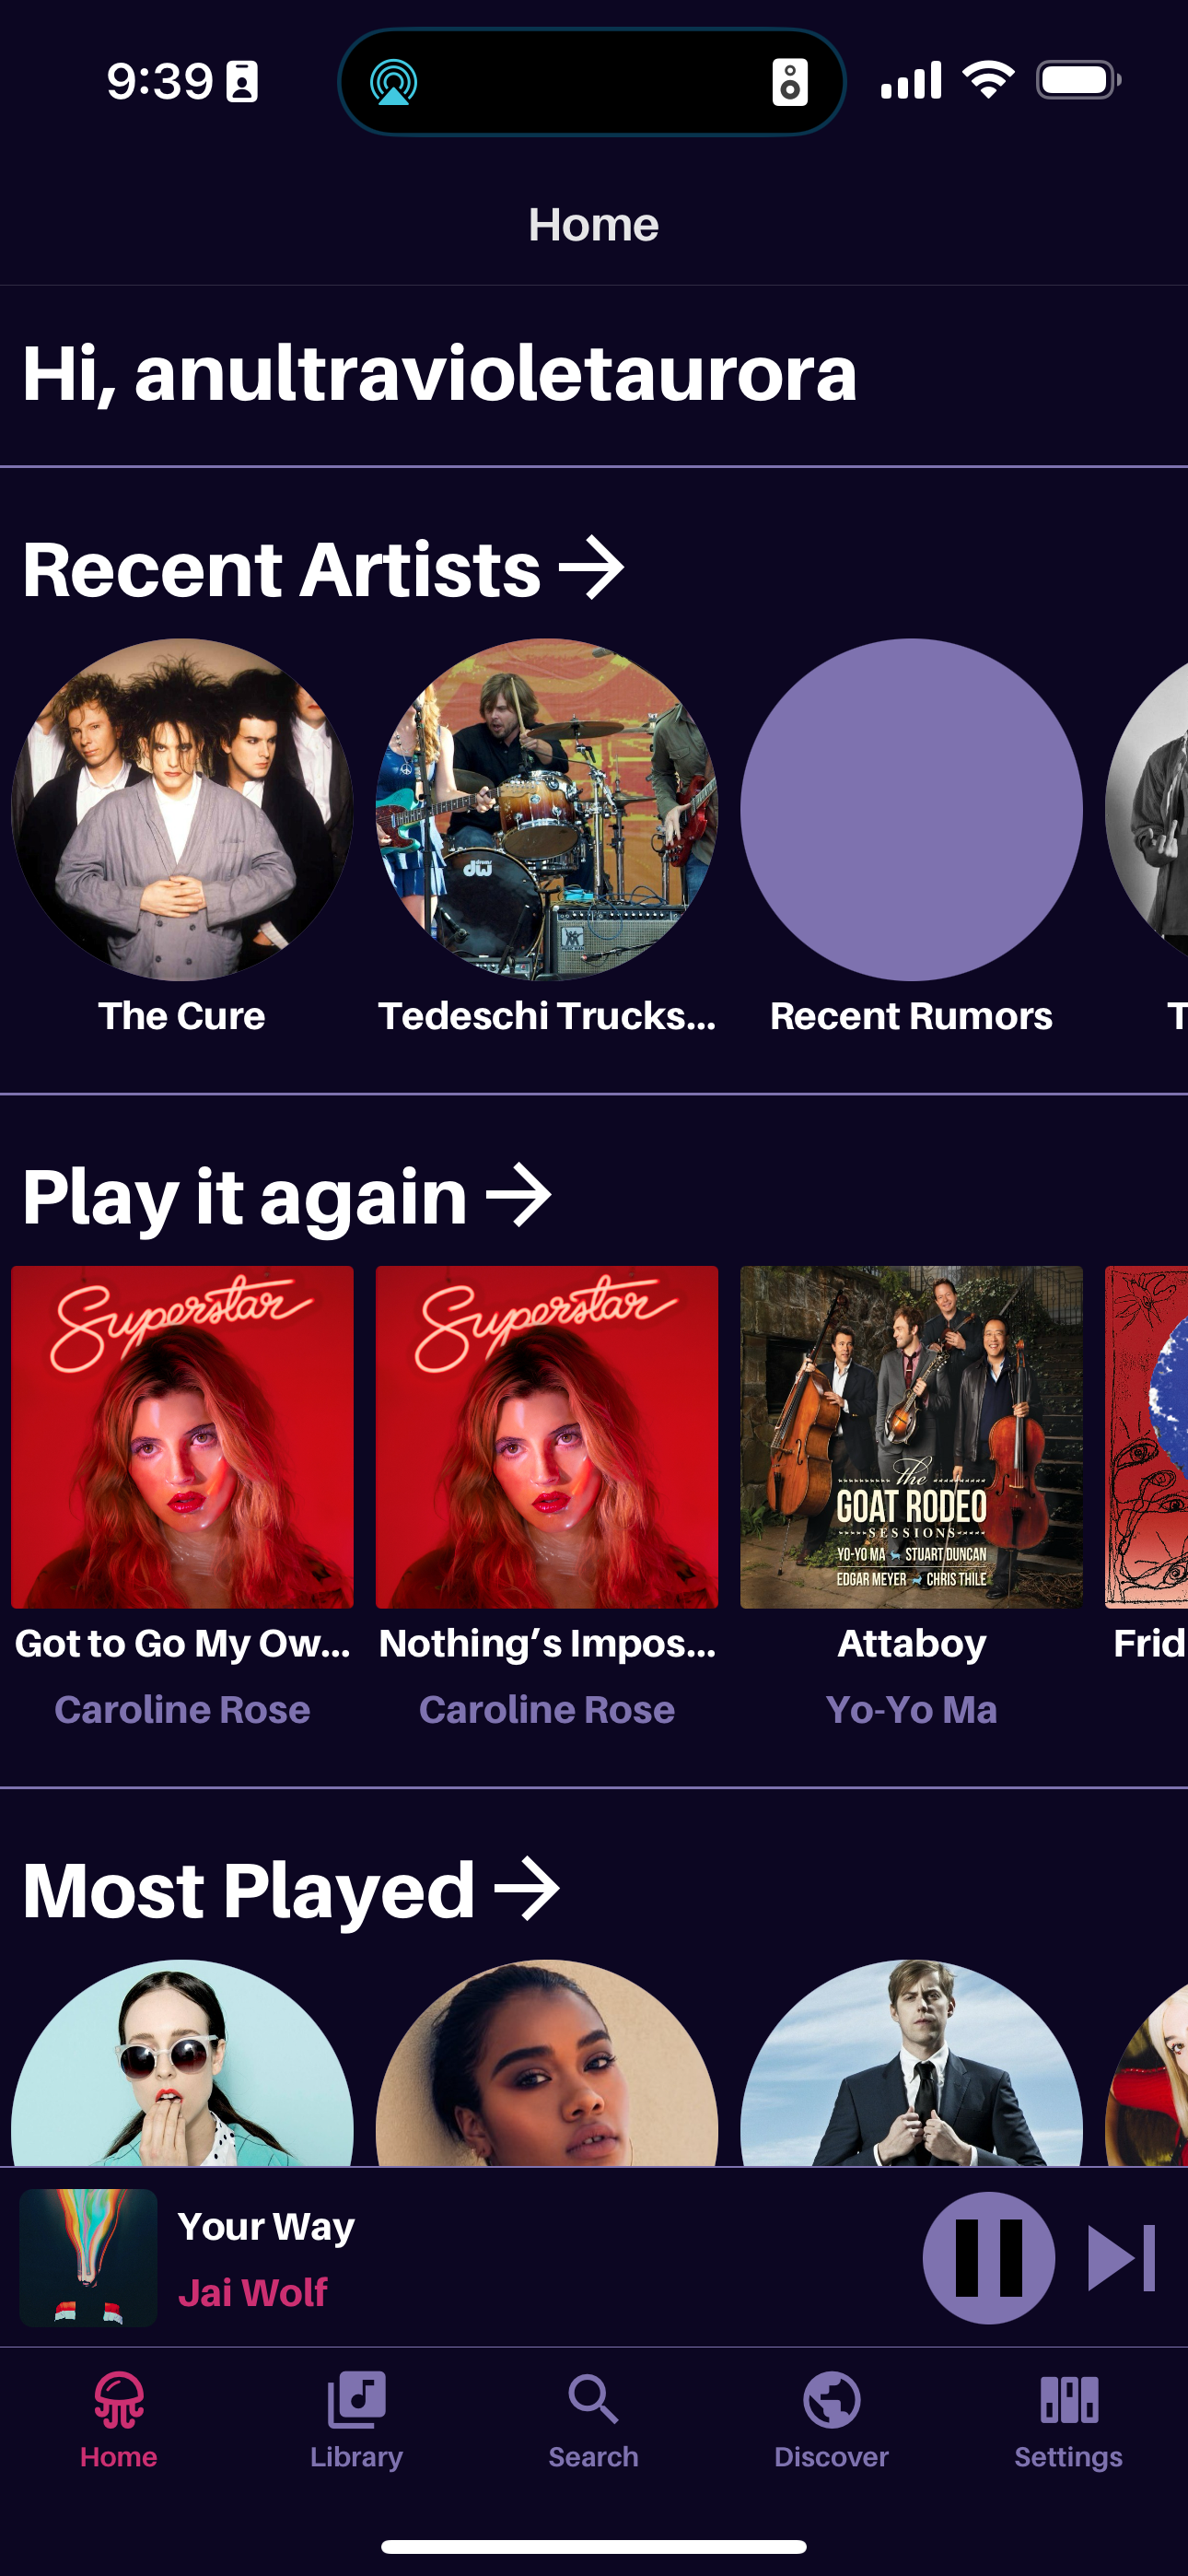 9:39
Home
Hi, anultravioletaurora
Recent Artists
dw
The Cure
Tedeschi Trucks...
Recent Rumors
T
Play it again
Superstar
Superstar
The
GOAT RODEO
SESSIONS
YO-YO MA STUART DUNCAN
EDGAR MEYER CHRIS THILE
Got to Go My Ow...
Nothing’s Impos...
Attaboy
Frid
Caroline Rose
Caroline Rose
Yo-Yo Ma
Most Played
Your Way
Jai Wolf
Home
Library
Search
Discover
Settings